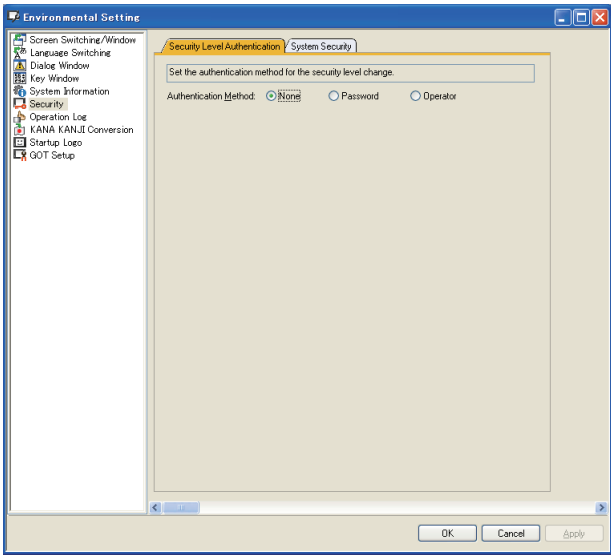 Environmental Setting
Screen Switching/Window
Language Switching
Dialog Window
Key Window
System Information
Security
Operation Log
KANA KANJI Conversion
Startup Logo
GOT Setup
Security Level Authentication
System Security
Set the authentication method for the security level change.
Authentication Method: None Password Operator
OK Cancel Apply